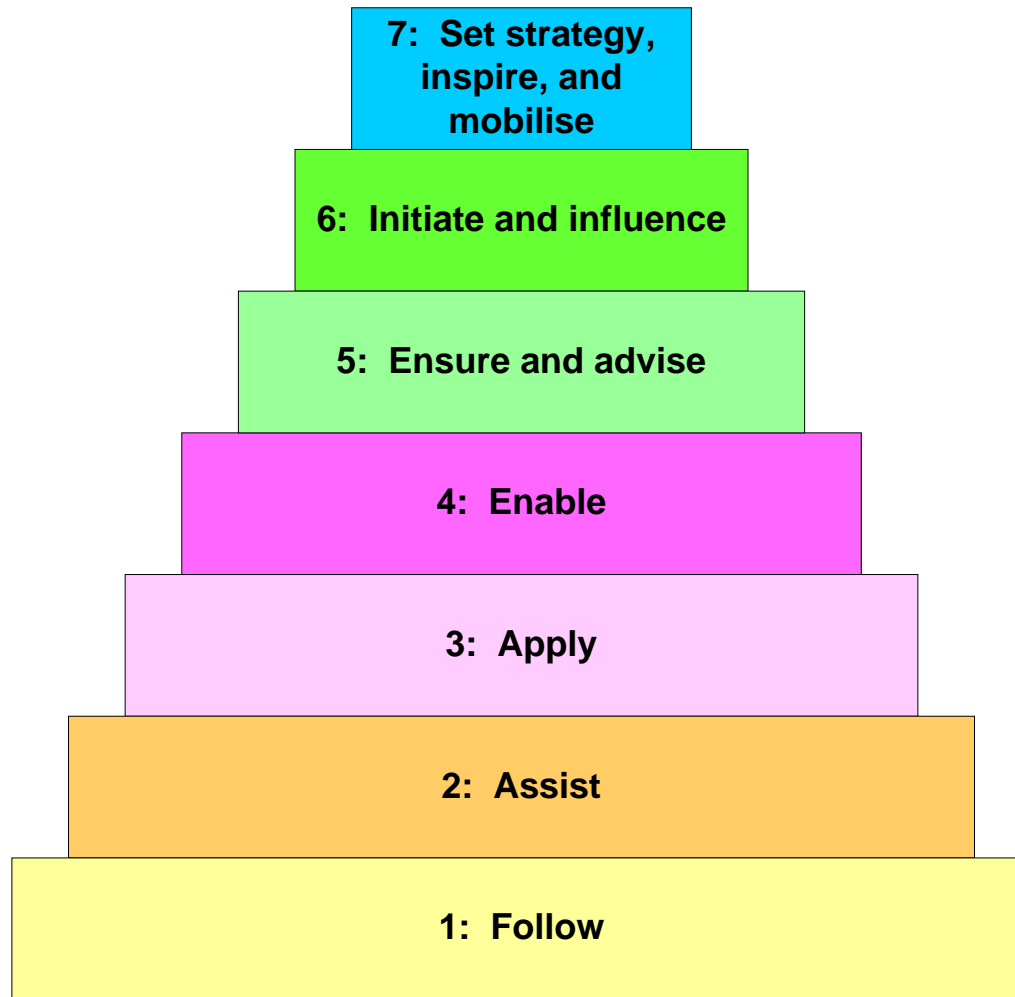 7: Set strategy,
inspire, and
mobilise
6: Initiate and influence
5: Ensure and advise
4: Enable
3: Apply
2: Assist
1: Follow